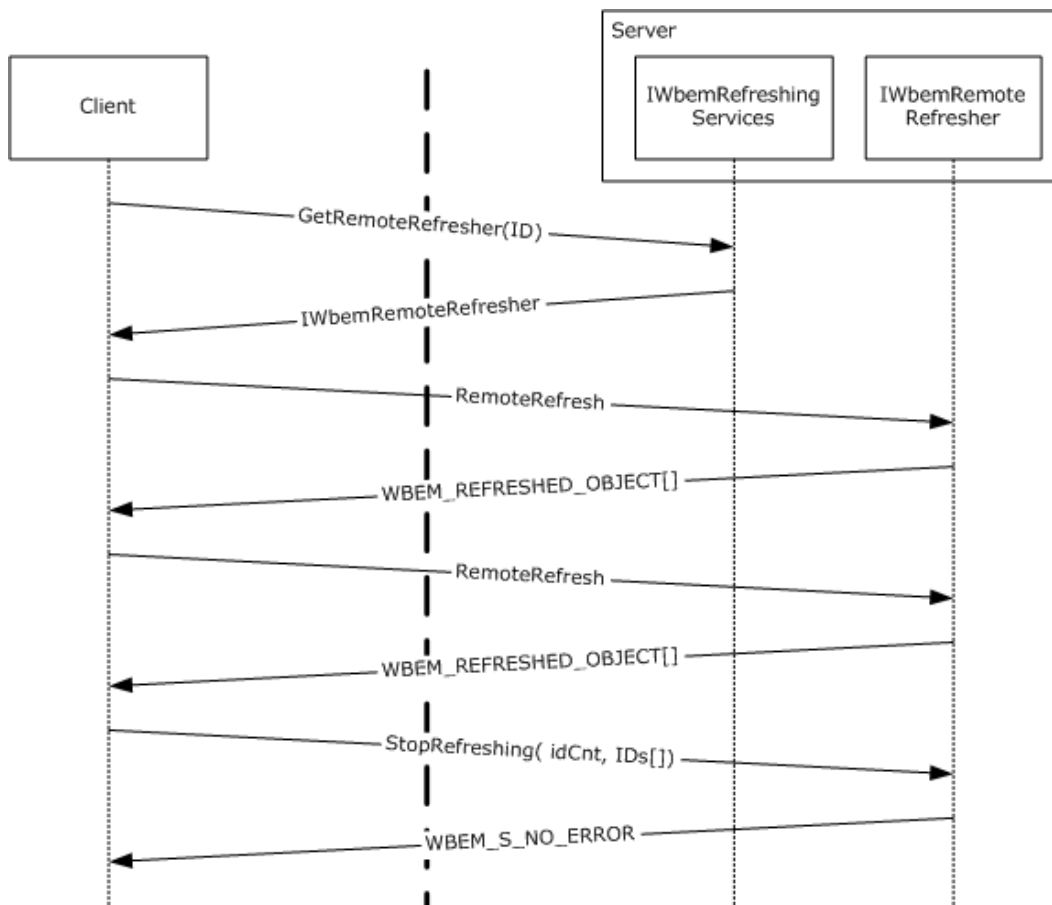 Server
Client
IWbemRefreshing
Services
IWbemRemote
Refresher
GetRemoteRefresher(ID)
IWbemRemoteRefresher
RemoteRefresh
WBEM_REFRESHED_OBJECT[]
RemoteRefresh
WBEM_REFRESHED_OBJECT[]
StopRefreshing( idCnt, IDs[])
WBEM_S_NO_ERROR